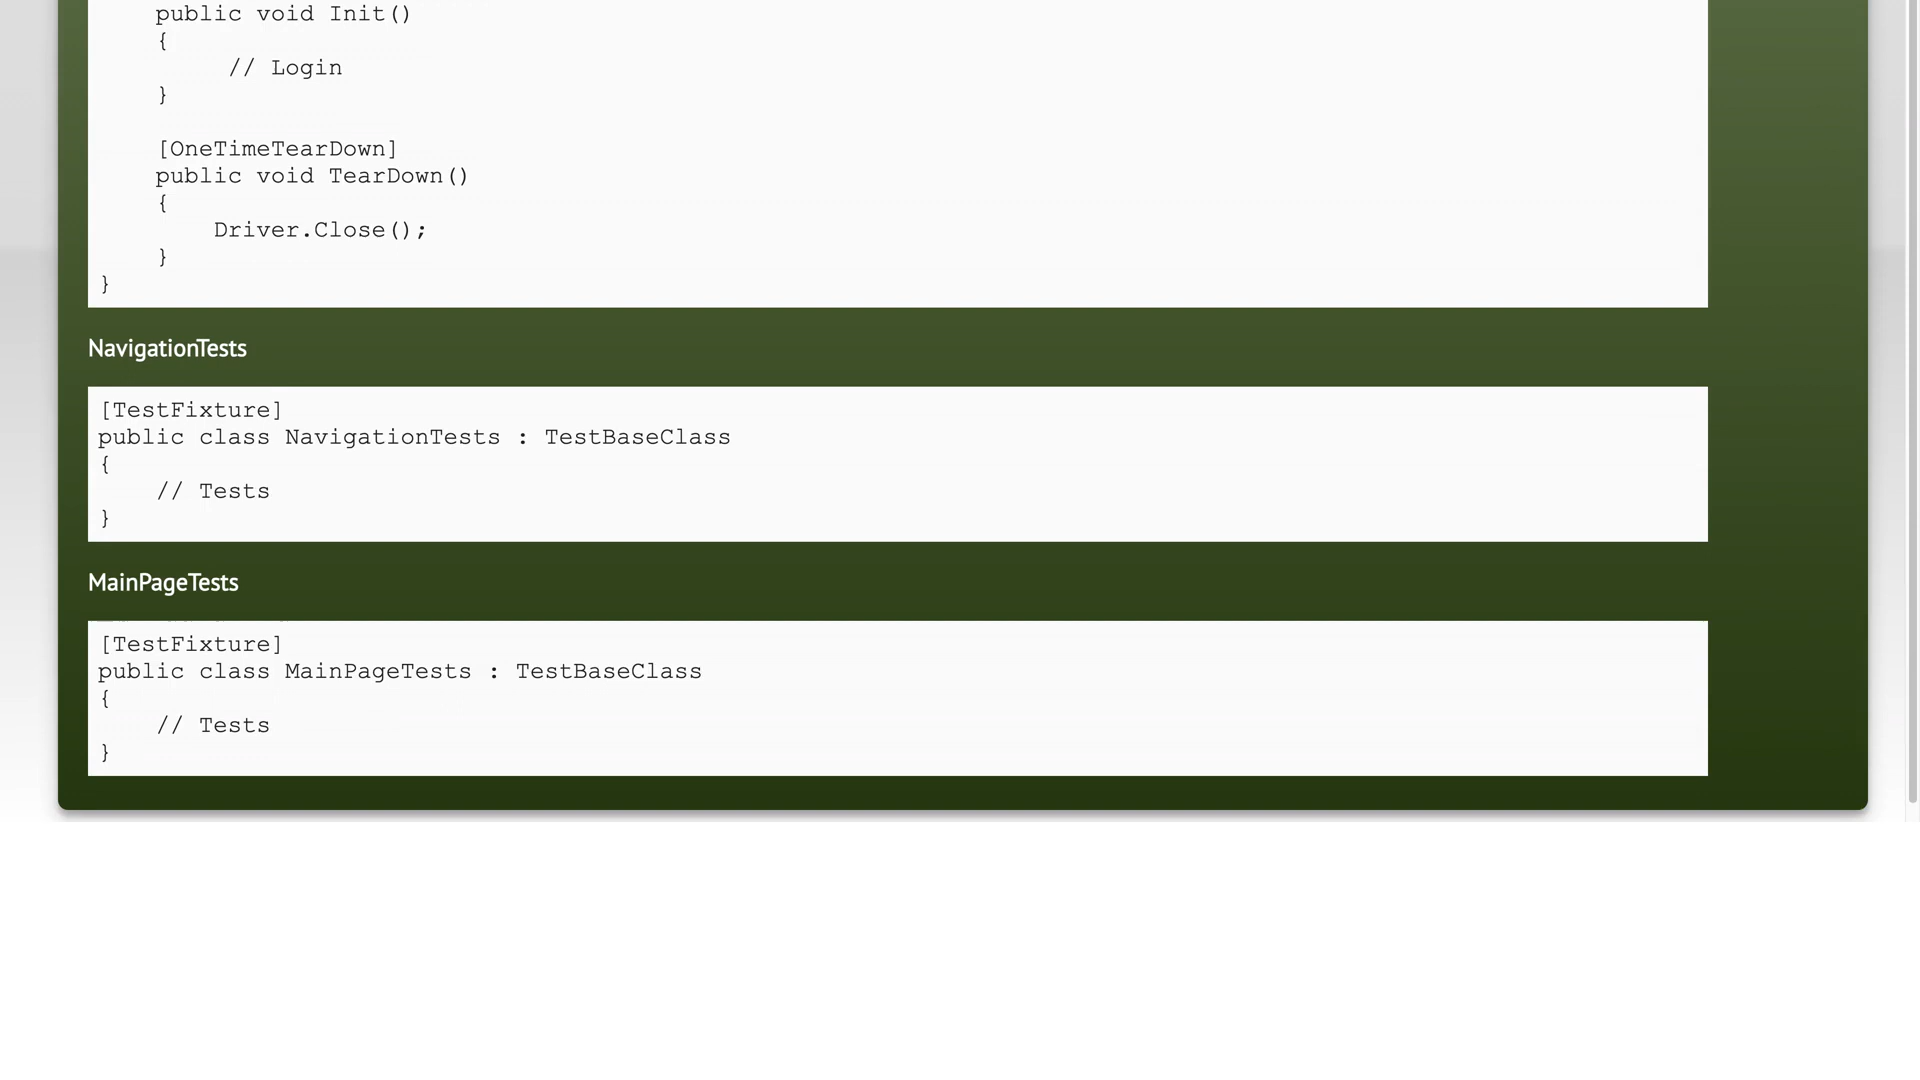 public void Init()
{
// Login
}
[OneTimeTearDown]
public void TearDown()
{
Driver.Close();
}
}
NavigationTests
[TestFixture]
public class NavigationTests : TestBaseClass
{
// Tests
}
MainPageTests
[TestFixture]
public class MainPageTests : TestBaseClass
{
// Tests
}